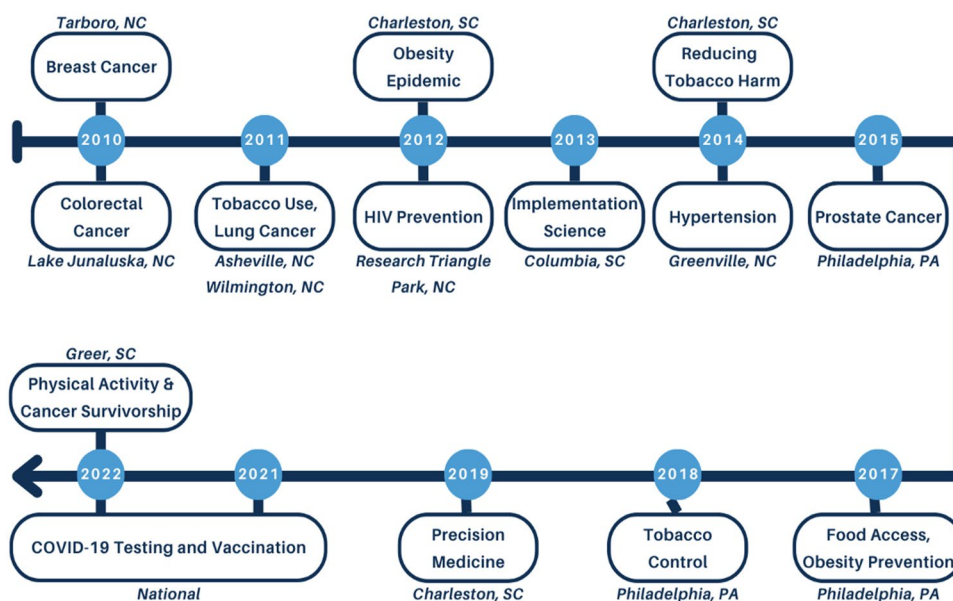 Tarboro, NC
Breast Cancer
Charleston, SC
Obesity
Epidemic
Charleston, SC
Reducing
Tobacco Harm
2010
2011
2012
2013
2014
2015
Colorectal
Cancer
Lake Junaluska, NC
Tobacco Use,
Lung Cancer
Asheville, NC
Wilmington, NC
HIV Prevention
Research Triangle
Park, NC
Implementation
Science
Columbia, SC
Hypertension
Greenville, NC
Prostate Cancer
Philadelphia, PA
Greer, SC
Physical Activity &
Cancer Survivorship
2022
2021
2019
2018
2017
COVID-19 Testing and Vaccination
National
Precision
Medicine
Charleston, SC
Tobacco
Control
Philadelphia, PA
Food Access,
Obesity Prevention
Philadelphia, PA